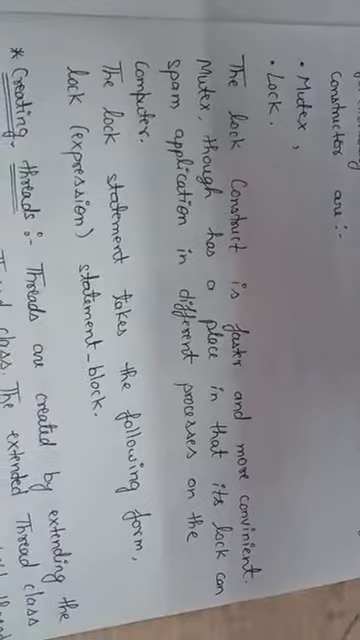 Constructor are:-
• Mutex,
• Lock.
The lock Construct is faster and more convinient.
Mutex, though has a place in that its lock can
spam application in different processes on the
Computer.
The lock statement takes the following form,
lock (expression) statement_block.
* Creating threads :- Threads are created by extending the
Thread class. The extended Thread class